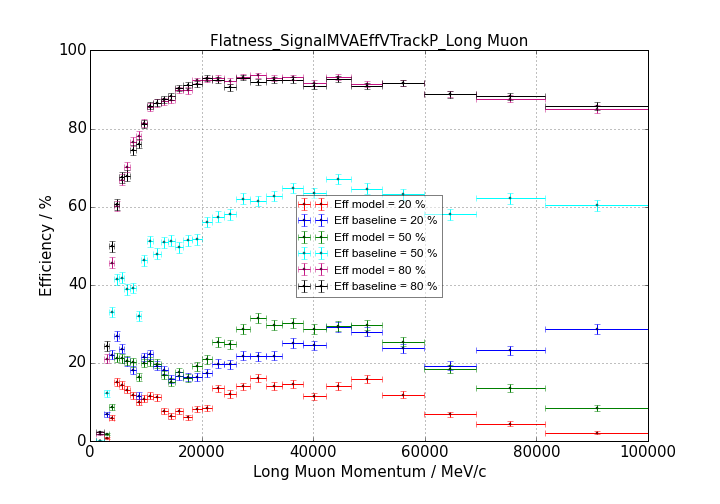 Flatness_SignalMVAEffVTrackP_Long Muon
100
80
60
40
20
0
Efficiency / %
Eff model = 20 %
Eff baseline = 20 %
Eff model = 50 %
Eff baseline = 50 %
Eff model = 80 %
Eff baseline = 80 %
0 20000 40000 60000 80000 100000
Long Muon Momentum / MeV/c